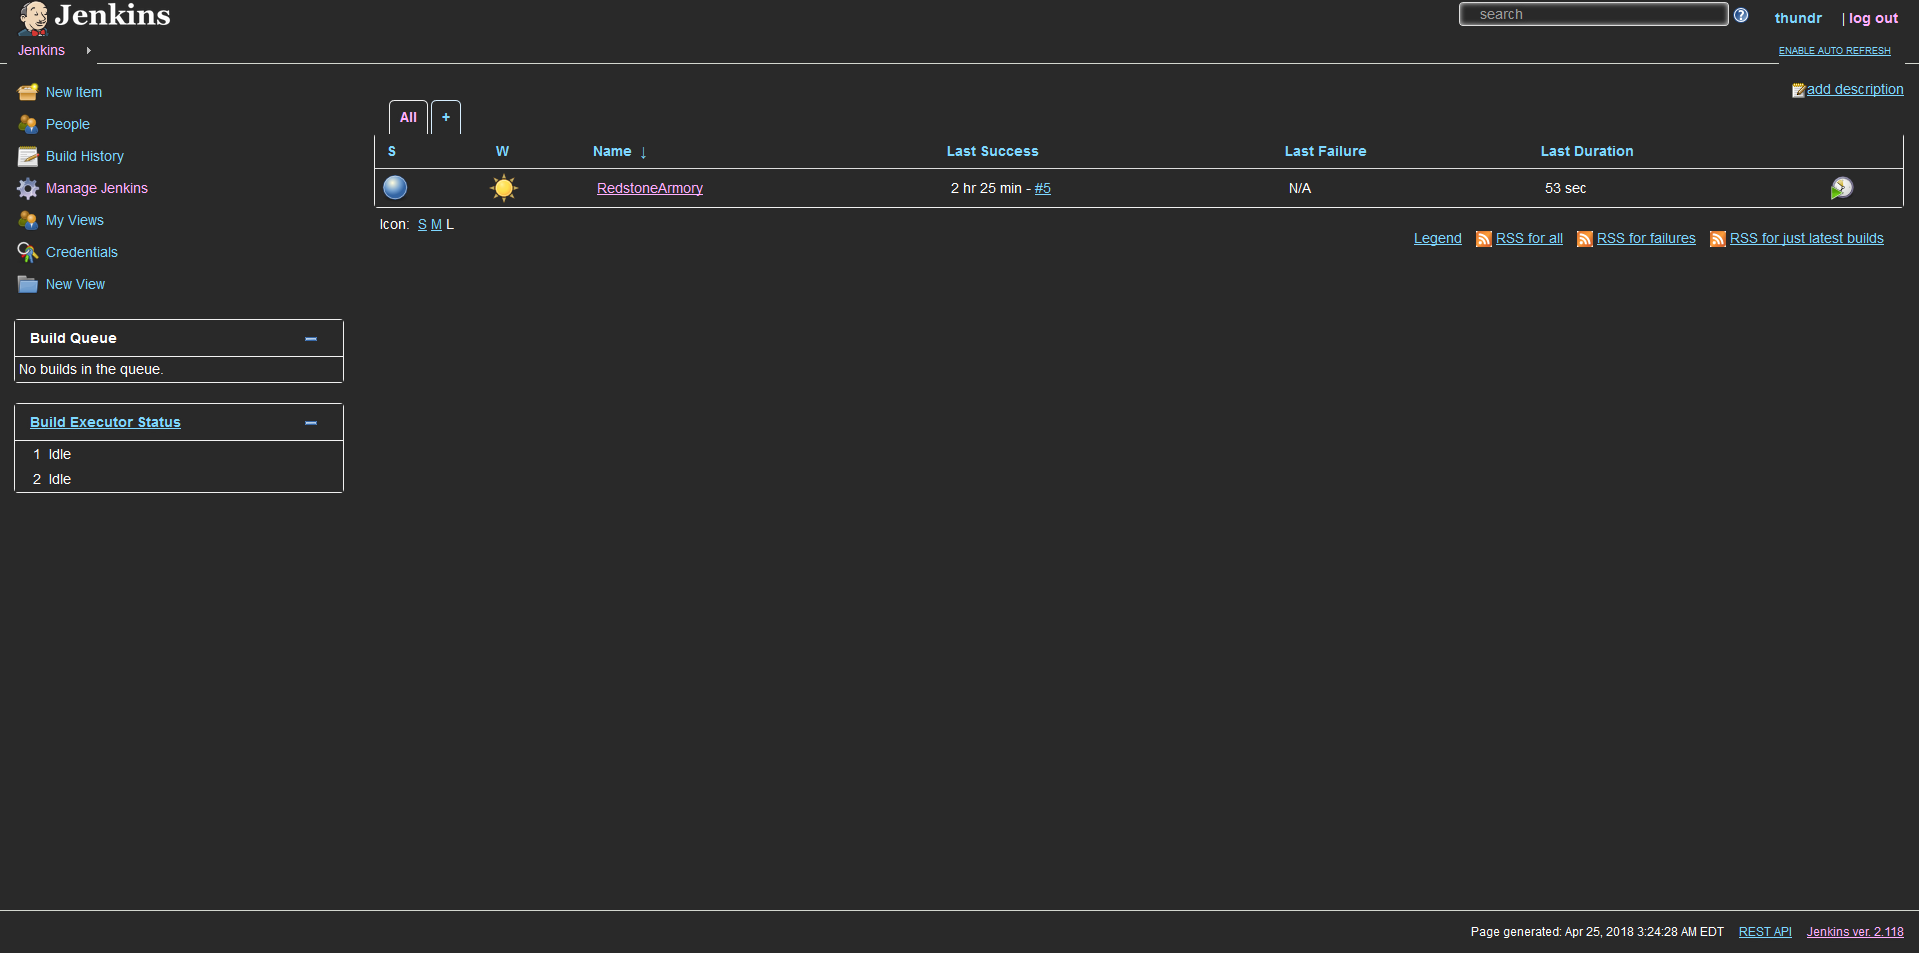 Jenkins
search
thundr | log out
Jenkins
ENABLE AUTO REFRESH
New Item
People
Build History
Manage Jenkins
My Views
Credentials
New View
Build Queue
No builds in the queue.
Build Executor Status
1 Idle
2 Idle
add description
All +
S W Name ↓ Last Success Last Failure Last Duration
RedstoneArmory 2 hr 25 min - #5 N/A 53 sec
Icon: S M L
Legend RSS for all RSS for failures RSS for just latest builds
Page generated: Apr 25, 2018 3:24:28 AM EDT REST API Jenkins ver. 2.118